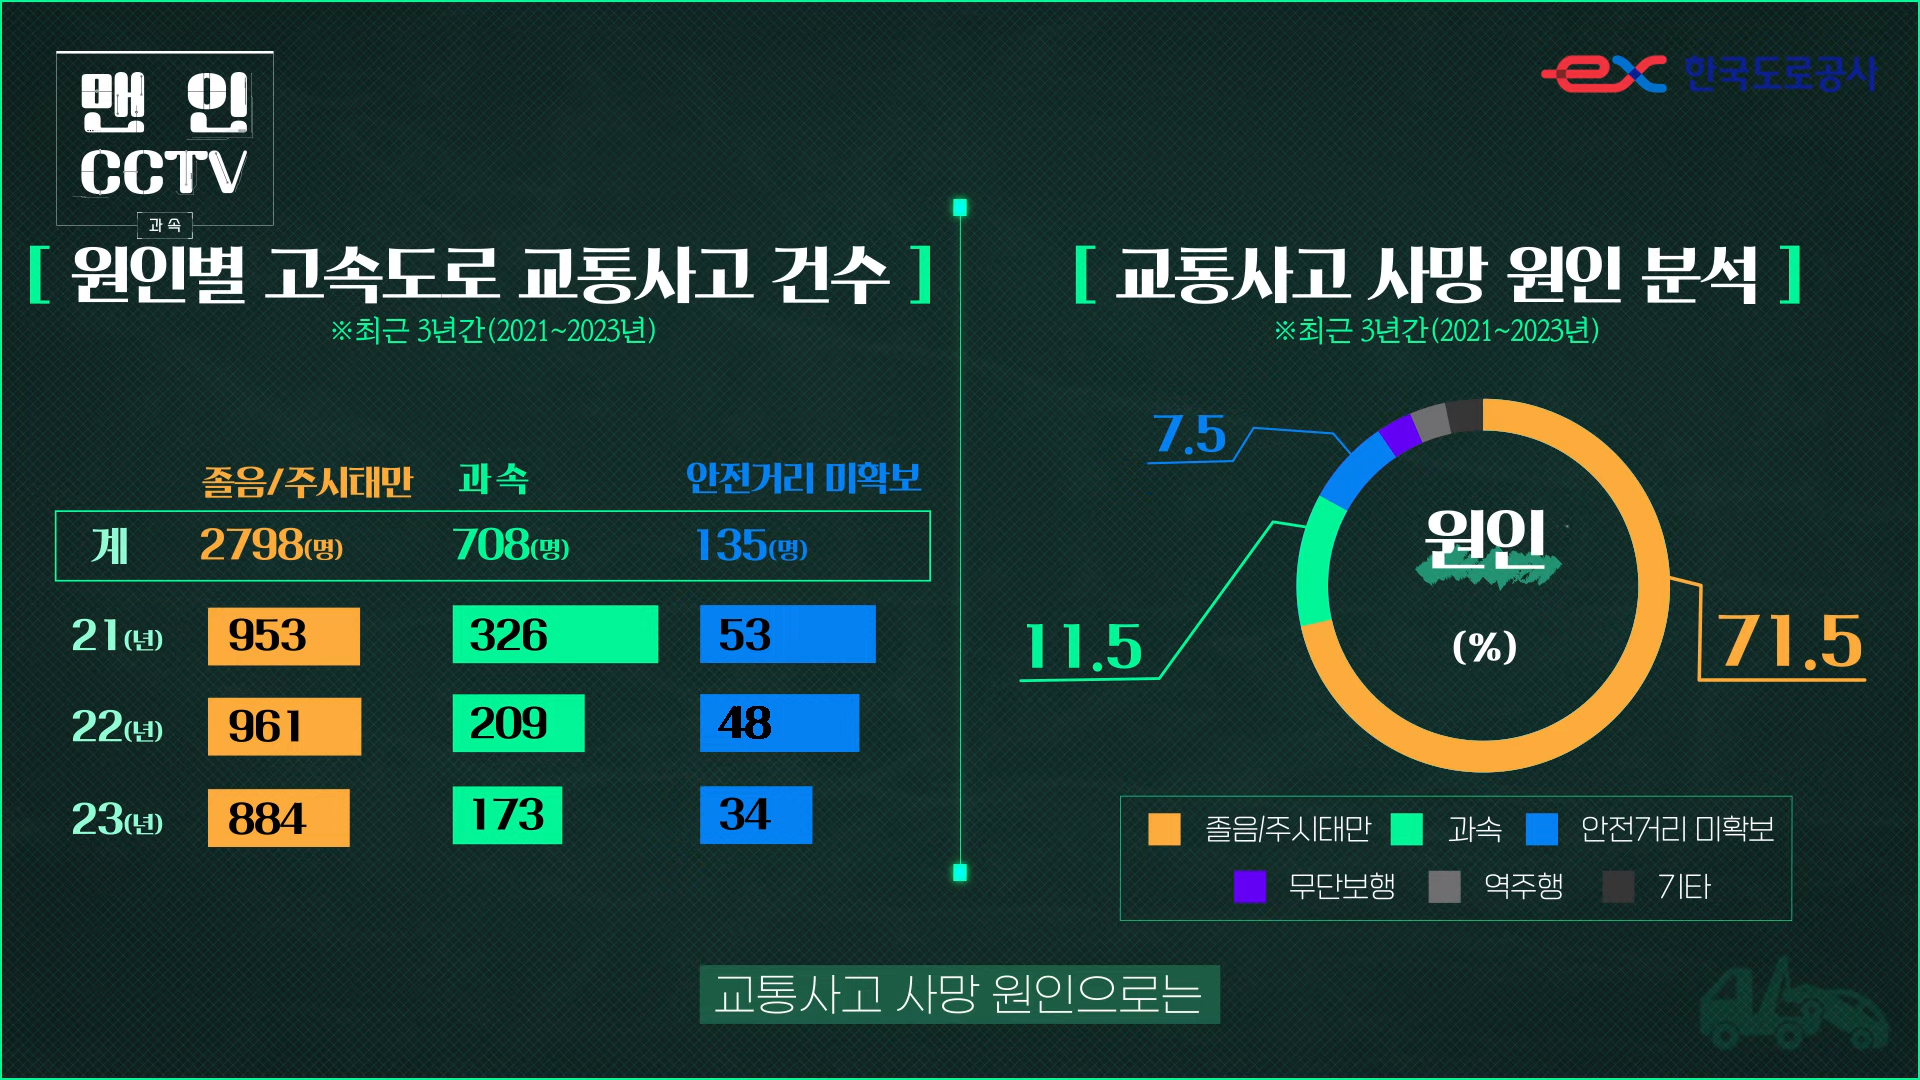 맨 인
CCTV
과속
ex 한국도로공사
[ 원인별 고속도로 교통사고 건수 ]
※최근 3년간(2021~2023년)
졸음/주시태만 과속 안전거리 미확보
계 2798(명) 708(명) 135(명)
21(년) 953 326 53
22(년) 961 209 48
23(년) 884 173 34
[ 교통사고 사망 원인 분석 ]
※최근 3년간(2021~2023년)
7.5
원인
(%)
11.5
71.5
졸음/주시태만 과속 안전거리 미확보
무단보행 역주행 기타
교통사고 사망 원인으로는